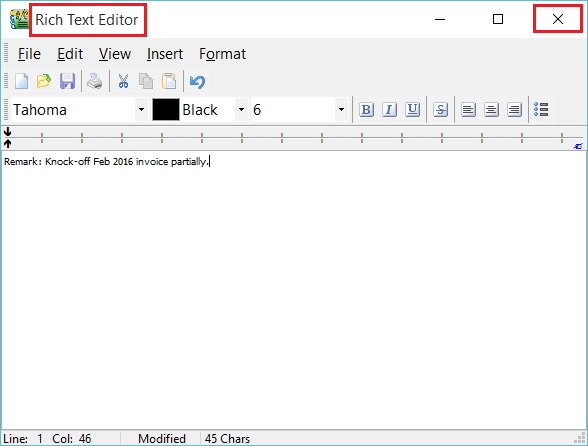 Rich Text Editor
File Edit View Insert Format
Tahoma Black 6 B I U S
Remark: Knock-off Feb 2016 invoice partially.
Line: 1 Col: 46 Modified 45 Chars